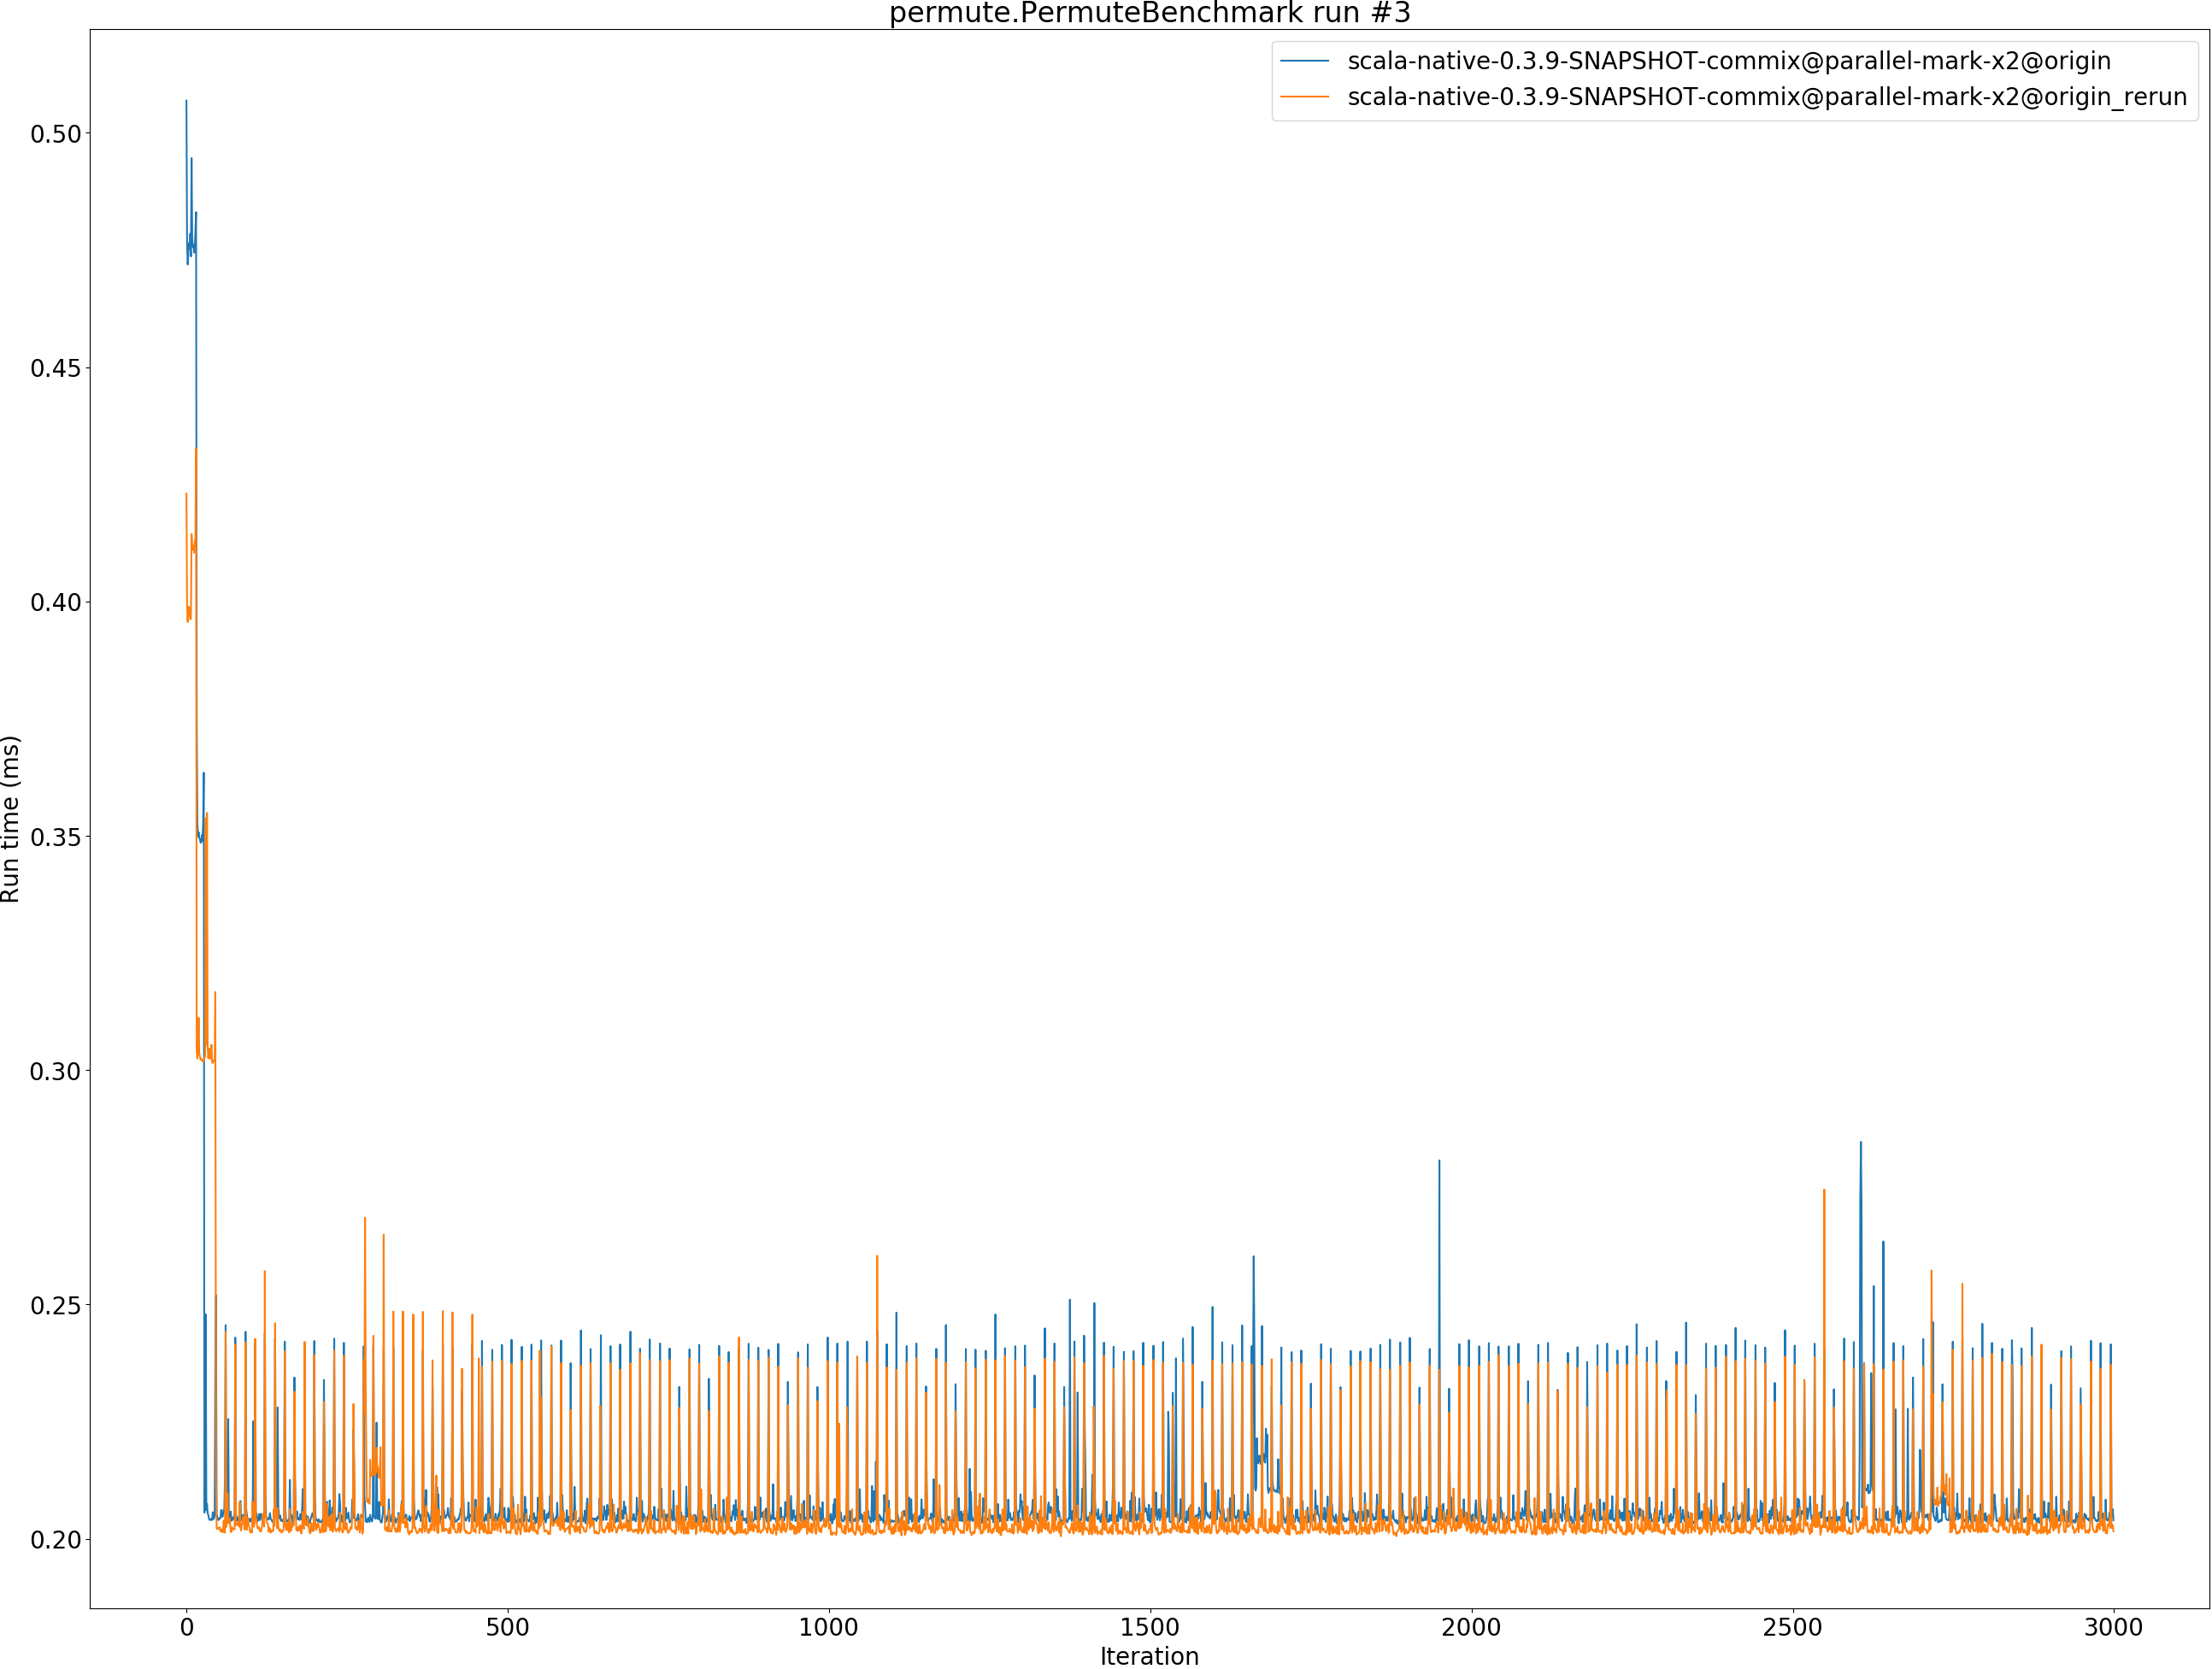 permute.PermuteBenchmark run #3
scala-native-0.3.9-SNAPSHOT-commix@parallel-mark-x2@origin
scala-native-0.3.9-SNAPSHOT-commix@parallel-mark-x2@origin_rerun
0.50
0.45
0.40
0.35
0.30
0.25
0.20
Run time (ms)
0 500 1000 1500 2000 2500 3000
Iteration